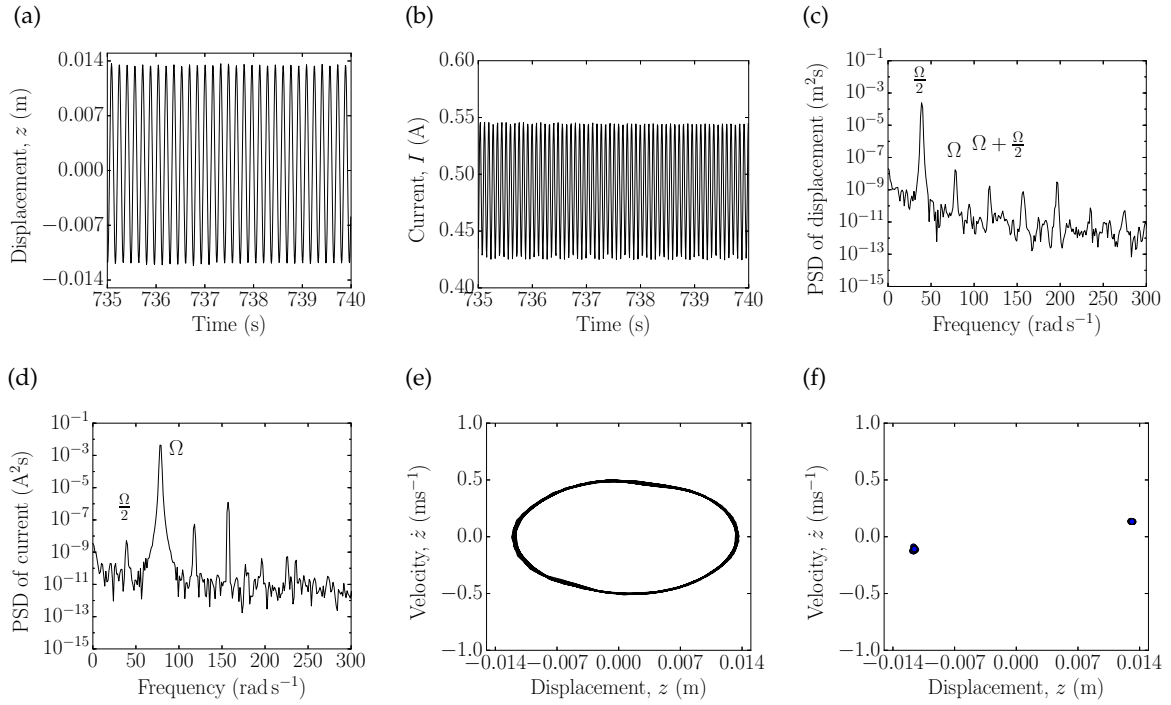 (a)
(b)
(c)
0.014
0.007
0.000
−0.007
−0.014
735 736 737 738 739 740
Displacement, z (m)
Time (s)
0.60
0.55
0.50
0.45
0.40
735 736 737 738 739 740
Current, I (A)
Time (s)
10⁻¹
10⁻³
10⁻⁵
10⁻⁷
10⁻⁹
10⁻¹¹
10⁻¹³
10⁻¹⁵
0 50 100 150 200 250 300
PSD of displacement (m²s)
Frequency (rad s⁻¹)
Ω/2
Ω Ω + Ω/2
(d)
(e)
(f)
10⁻¹
10⁻³
10⁻⁵
10⁻⁷
10⁻⁹
10⁻¹¹
10⁻¹³
10⁻¹⁵
0 50 100 150 200 250 300
PSD of current (A²s)
Frequency (rad s⁻¹)
Ω
Ω/2
1.0
0.5
0.0
−0.5
−1.0
−0.014 −0.007 0.000 0.007 0.014
Velocity, ż (ms⁻¹)
Displacement, z (m)
1.0
0.5
0.0
−0.5
−1.0
−0.014 −0.007 0.000 0.007 0.014
Velocity, ż (ms⁻¹)
Displacement, z (m)